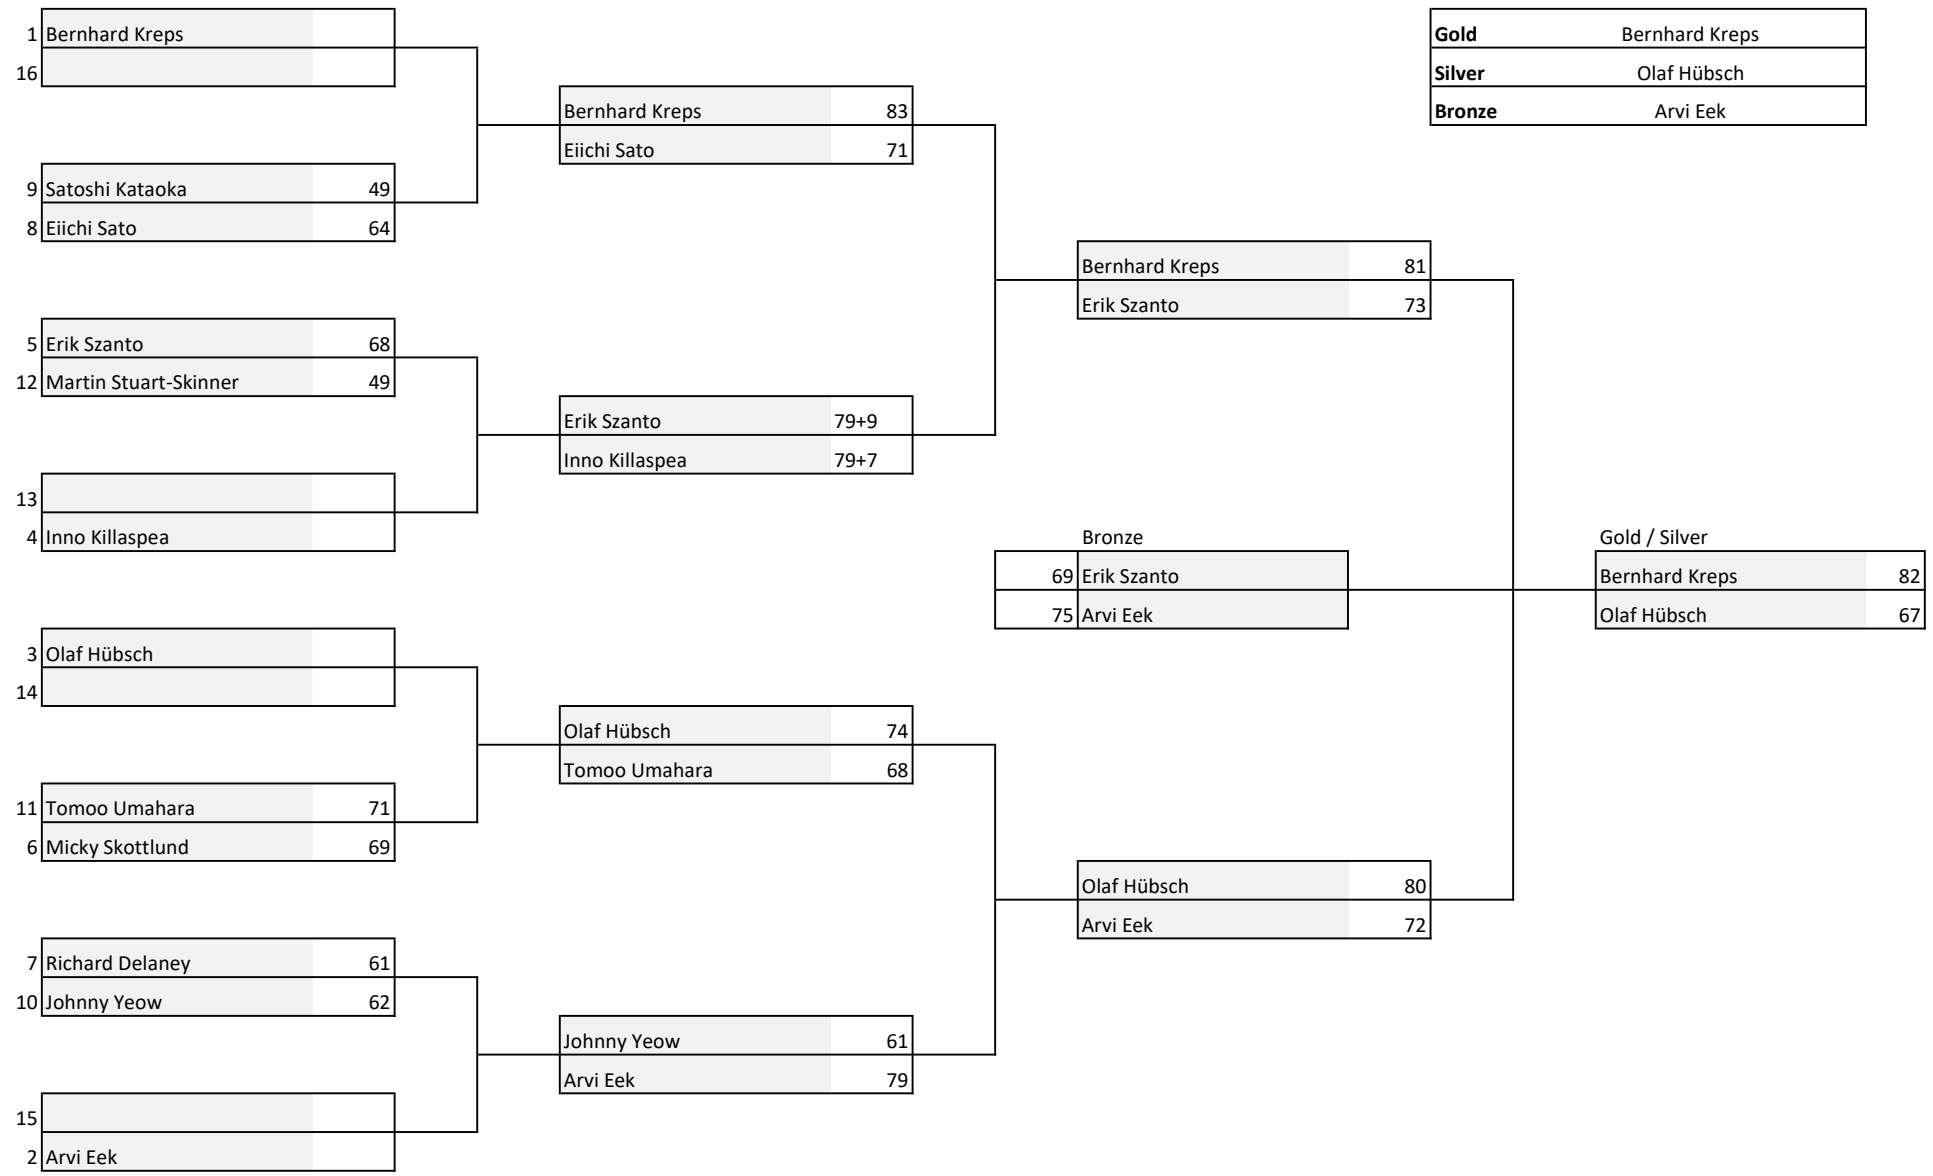 1 Bernhard Kreps
16
9 Satoshi Kataoka 49
8 Eiichi Sato 64
5 Erik Szanto 68
12 Martin Stuart-Skinner 49
13
4 Inno Killaspea
3 Olaf Hübsch
14
11 Tomoo Umahara 71
6 Micky Skottlund 69
7 Richard Delaney 61
10 Johnny Yeow 62
15
2 Arvi Eek
Bernhard Kreps 83
Eiichi Sato 71
Erik Szanto 79+9
Inno Killaspea 79+7
Olaf Hübsch 74
Tomoo Umahara 68
Johnny Yeow 61
Arvi Eek 79
Bernhard Kreps 81
Erik Szanto 73
Bronze
69 Erik Szanto
75 Arvi Eek
Olaf Hübsch 80
Arvi Eek 72
Gold / Silver
Bernhard Kreps 82
Olaf Hübsch 67
Gold Bernhard Kreps
Silver Olaf Hübsch
Bronze Arvi Eek